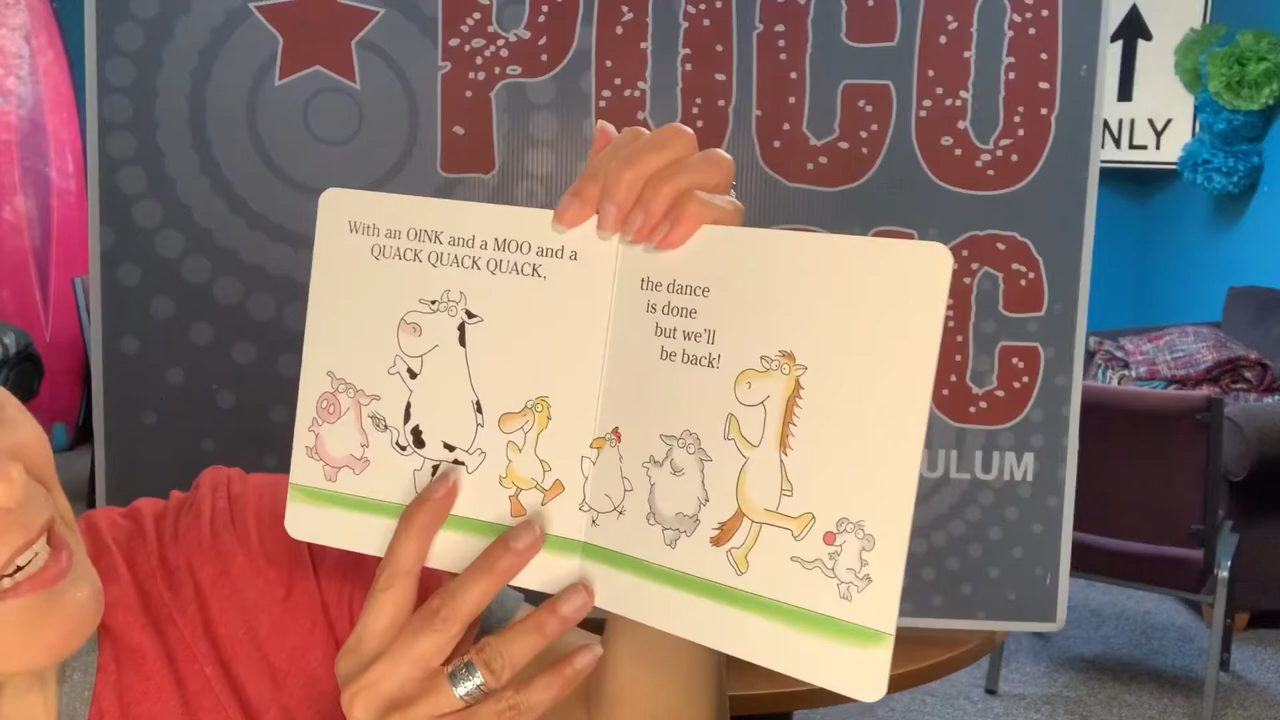 POCO
NLY
With an OINK and a MOO and a
QUACK QUACK QUACK,
the dance
is done
but we'll
be back!
IC
ULUM